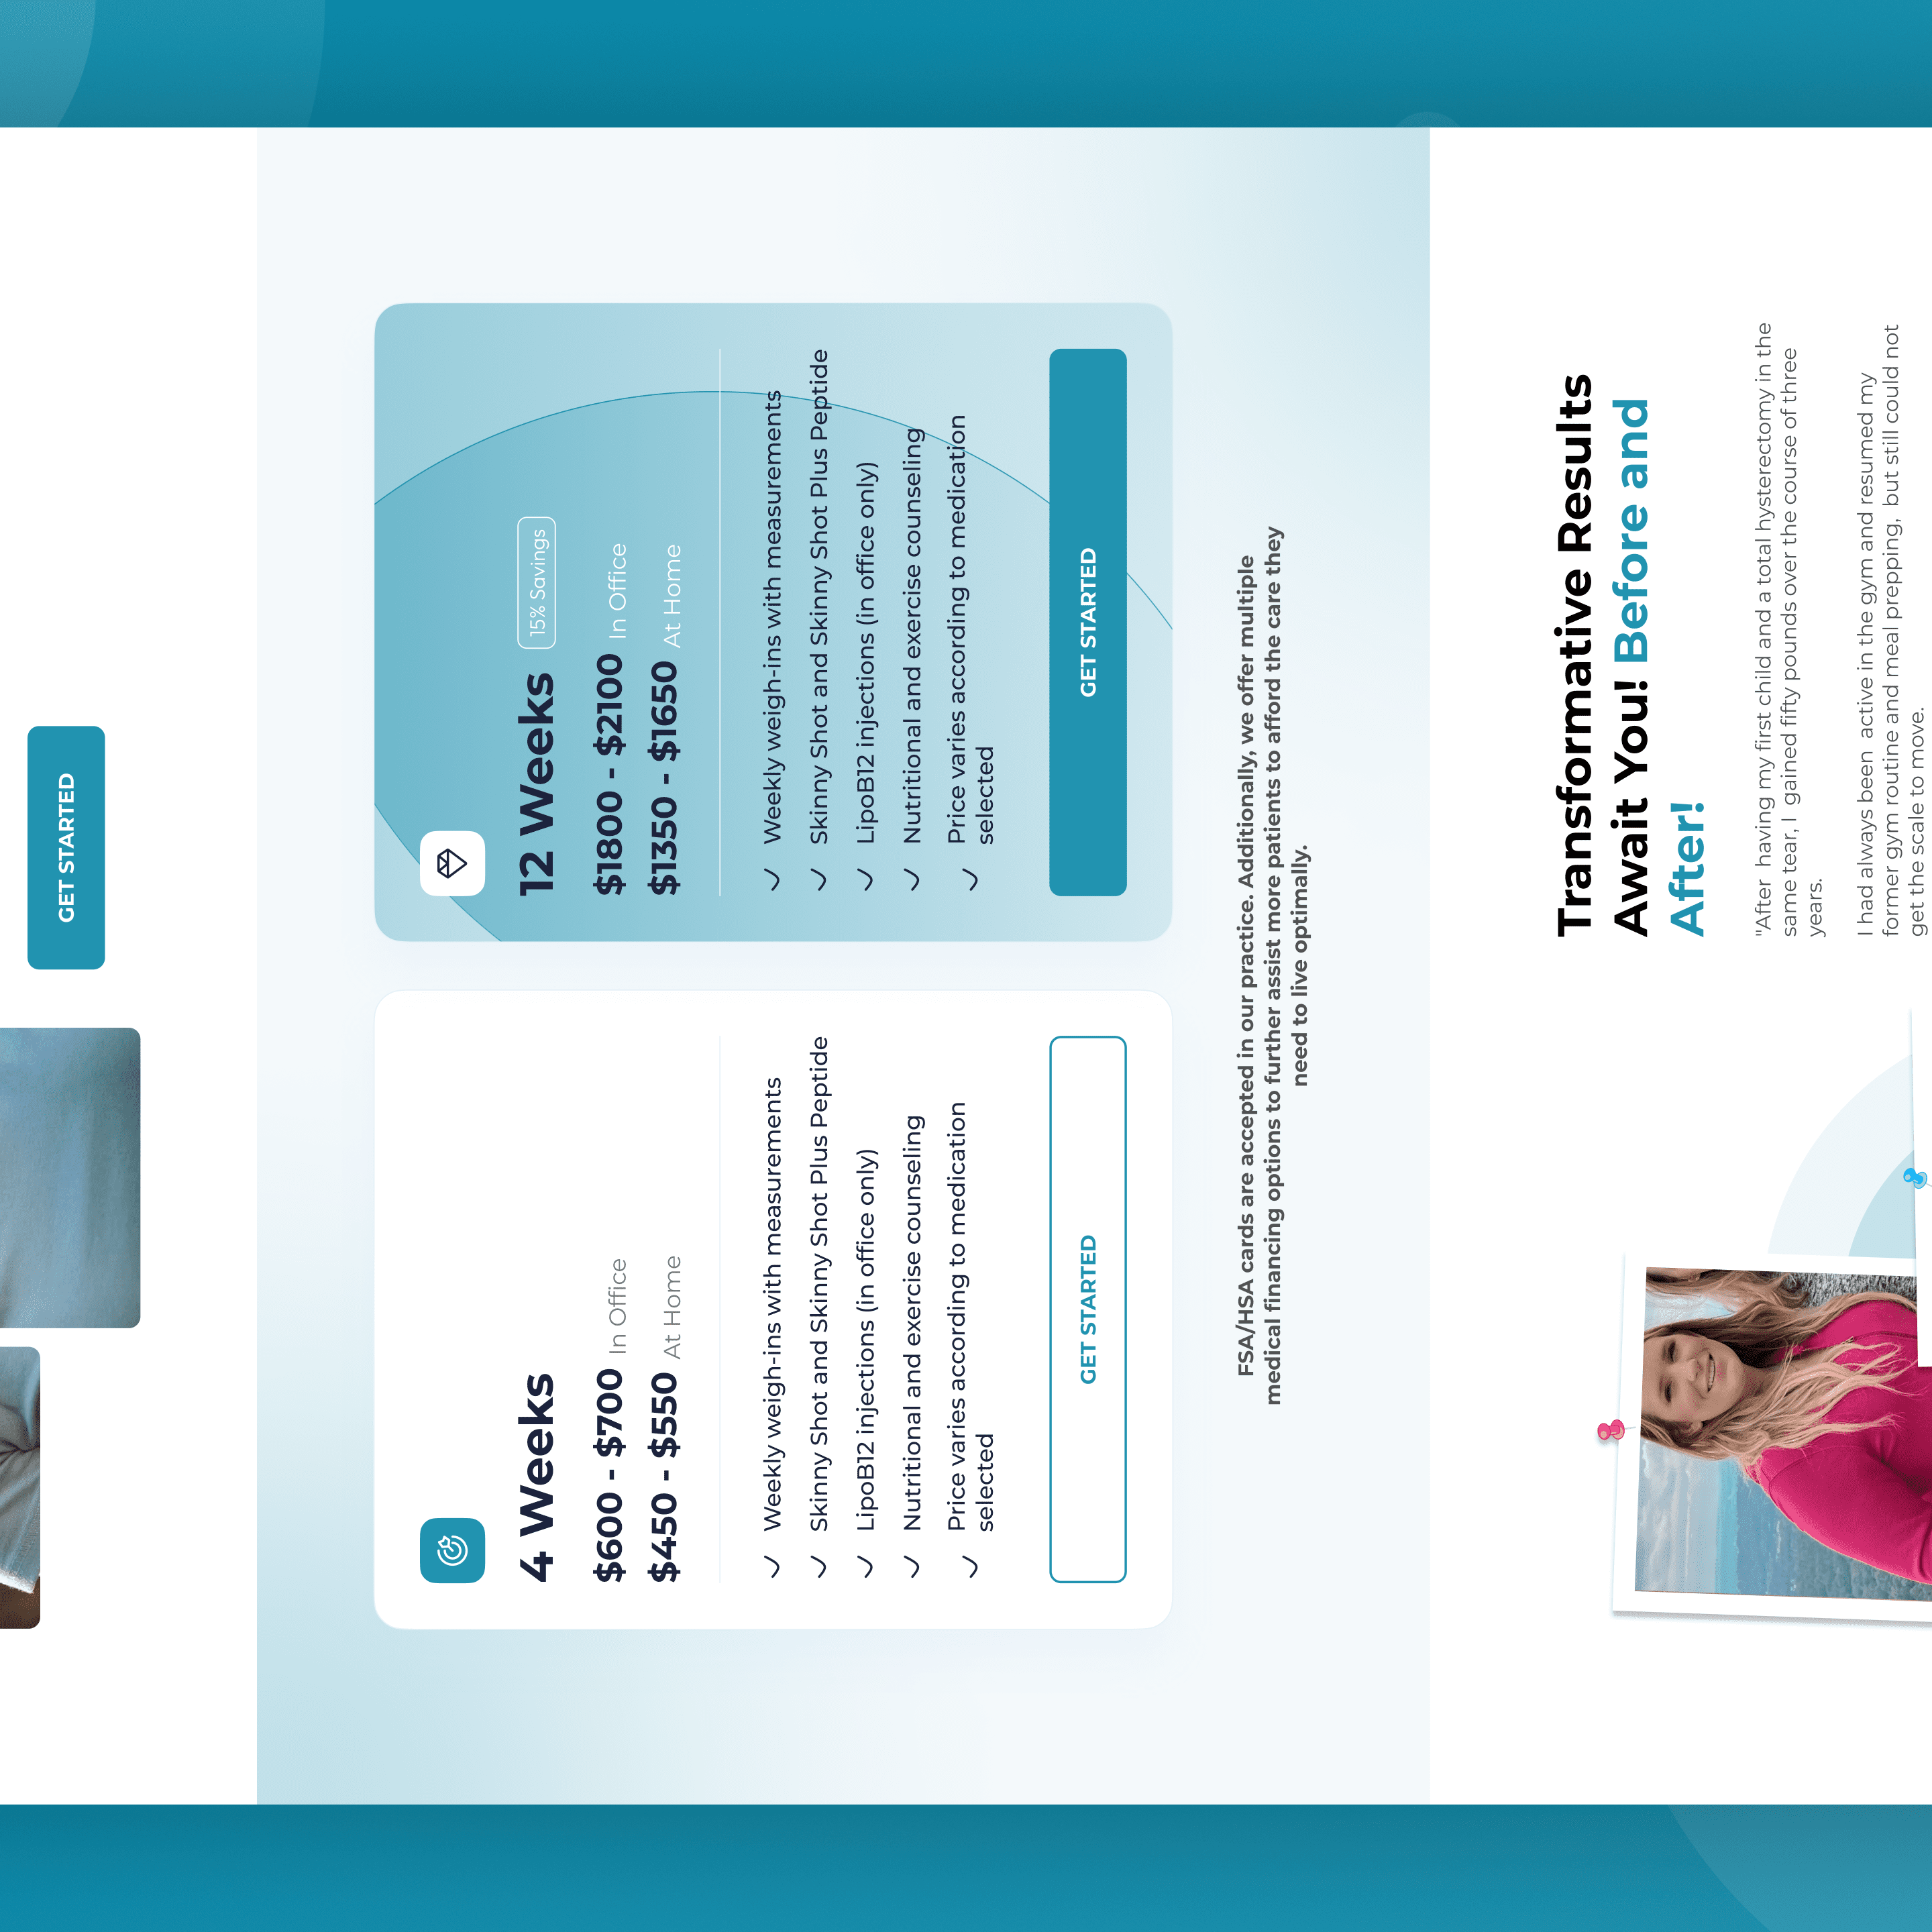 GET STARTED
4 Weeks
$600 - $700 In Office
$450 - $550 At Home
Weekly weigh-ins with measurements
Skinny Shot and Skinny Shot Plus Peptide
LipoB12 injections (in office only)
Nutritional and exercise counseling
Price varies according to medication
selected
GET STARTED
12 Weeks 15% Savings
$1800 - $2100 In Office
$1350 - $1650 At Home
Weekly weigh-ins with measurements
Skinny Shot and Skinny Shot Plus Peptide
LipoB12 injections (in office only)
Nutritional and exercise counseling
Price varies according to medication
selected
GET STARTED
FSA/HSA cards are accepted in our practice. Additionally, we offer multiple
medical financing options to further assist more patients to afford the care they
need to live optimally.
Transformative Results
Await You! Before and
After!
"After having my first child and a total hysterectomy in the
same tear, I gained fifty pounds over the course of three
years.
I had always been active in the gym and resumed my
former gym routine and meal prepping, but still could not
get the scale to move.